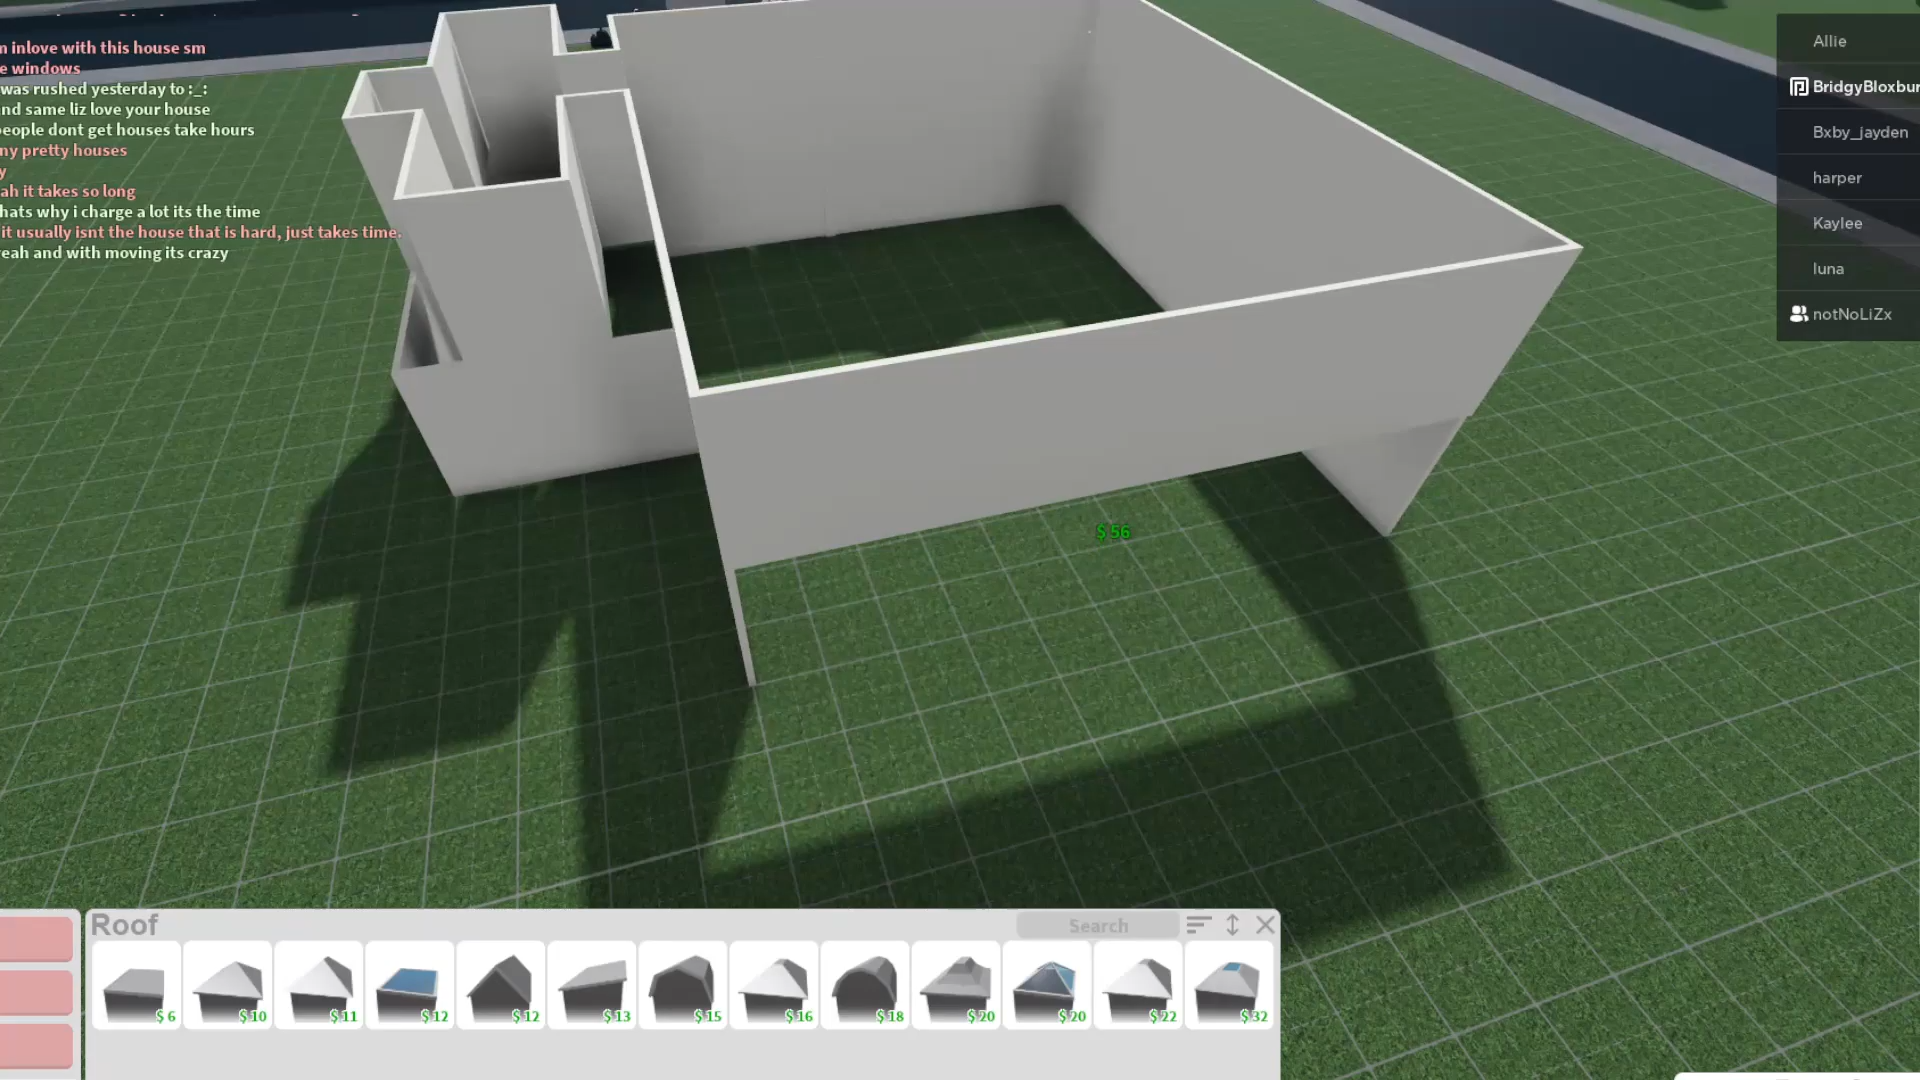 m inlove with this house sm
e windows
was rushed yesterday to :_:
nd same liz love your house
people dont get houses take hours
ny pretty houses
y
ah it takes so long
hats why i charge a lot its the time
it usually isnt the house that is hard, just takes time.
eah and with moving its crazy
Allie
BridgyBloxbur
Bxby_jayden
harper
Kaylee
luna
notNoLiZx
$ 56
Roof
Search
$ 6
$ 10
$ 11
$ 12
$ 12
$ 13
$ 15
$ 16
$ 18
$ 20
$ 20
$ 22
$ 32